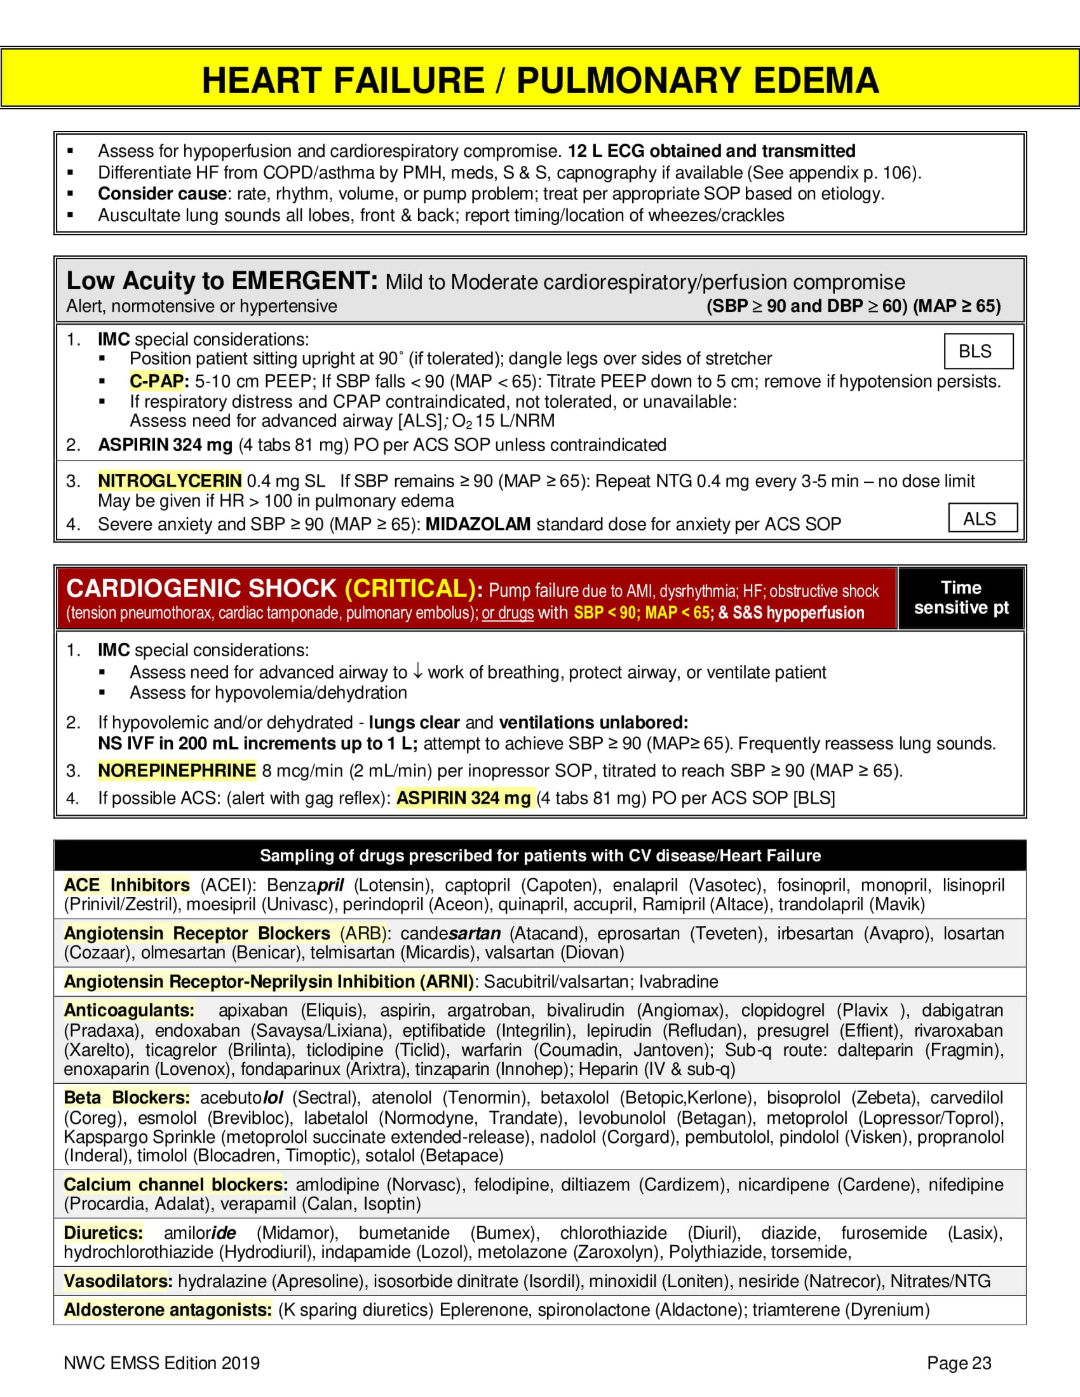 HEART FAILURE / PULMONARY EDEMA
▪ Assess for hypoperfusion and cardiorespiratory compromise. 12 L ECG obtained and transmitted
▪ Differentiate HF from COPD/asthma by PMH, meds, S & S, capnography if available (See appendix p. 106).
▪ Consider cause: rate, rhythm, volume, or pump problem; treat per appropriate SOP based on etiology.
▪ Auscultate lung sounds all lobes, front & back; report timing/location of wheezes/crackles
Low Acuity to EMERGENT: Mild to Moderate cardiorespiratory/perfusion compromise
Alert, normotensive or hypertensive (SBP ≥ 90 and DBP ≥ 60) (MAP ≥ 65)
1. IMC special considerations:
BLS
▪ Position patient sitting upright at 90˚ (if tolerated); dangle legs over sides of stretcher
▪ C-PAP: 5-10 cm PEEP; If SBP falls < 90 (MAP < 65): Titrate PEEP down to 5 cm; remove if hypotension persists.
▪ If respiratory distress and CPAP contraindicated, not tolerated, or unavailable:
Assess need for advanced airway [ALS]; O2 15 L/NRM
2. ASPIRIN 324 mg (4 tabs 81 mg) PO per ACS SOP unless contraindicated
3. NITROGLYCERIN 0.4 mg SL If SBP remains ≥ 90 (MAP ≥ 65): Repeat NTG 0.4 mg every 3-5 min – no dose limit
May be given if HR > 100 in pulmonary edema
4. Severe anxiety and SBP ≥ 90 (MAP ≥ 65): MIDAZOLAM standard dose for anxiety per ACS SOP
ALS
CARDIOGENIC SHOCK (CRITICAL): Pump failure due to AMI, dysrhythmia; HF; obstructive shock
(tension pneumothorax, cardiac tamponade, pulmonary embolus); or drugs with SBP < 90; MAP < 65; & S&S hypoperfusion
Time
sensitive pt
1. IMC special considerations:
▪ Assess need for advanced airway to ↓ work of breathing, protect airway, or ventilate patient
▪ Assess for hypovolemia/dehydration
2. If hypovolemic and/or dehydrated - lungs clear and ventilations unlabored:
NS IVF in 200 mL increments up to 1 L; attempt to achieve SBP ≥ 90 (MAP≥ 65). Frequently reassess lung sounds.
3. NOREPINEPHRINE 8 mcg/min (2 mL/min) per inopressor SOP, titrated to reach SBP ≥ 90 (MAP ≥ 65).
4. If possible ACS: (alert with gag reflex): ASPIRIN 324 mg (4 tabs 81 mg) PO per ACS SOP [BLS]
Sampling of drugs prescribed for patients with CV disease/Heart Failure
ACE Inhibitors (ACEI): Benzapril (Lotensin), captopril (Capoten), enalapril (Vasotec), fosinopril, monopril, lisinopril
(Prinivil/Zestril), moesipril (Univasc), perindopril (Aceon), quinapril, accupril, Ramipril (Altace), trandolapril (Mavik)
Angiotensin Receptor Blockers (ARB): candesartan (Atacand), eprosartan (Teveten), irbesartan (Avapro), losartan
(Cozaar), olmesartan (Benicar), telmisartan (Micardis), valsartan (Diovan)
Angiotensin Receptor-Neprilysin Inhibition (ARNI): Sacubitril/valsartan; Ivabradine
Anticoagulants: apixaban (Eliquis), aspirin, argatroban, bivalirudin (Angiomax), clopidogrel (Plavix ), dabigatran
(Pradaxa), endoxaban (Savaysa/Lixiana), eptifibatide (Integrilin), lepirudin (Refludan), presugrel (Effient), rivaroxaban
(Xarelto), ticagrelor (Brilinta), ticlodipine (Ticlid), warfarin (Coumadin, Jantoven); Sub-q route: dalteparin (Fragmin),
enoxaparin (Lovenox), fondaparinux (Arixtra), tinzaparin (Innohep); Heparin (IV & sub-q)
Beta Blockers: acebutolol (Sectral), atenolol (Tenormin), betaxolol (Betopic,Kerlone), bisoprolol (Zebeta), carvedilol
(Coreg), esmolol (Brevibloc), labetalol (Normodyne, Trandate), levobunolol (Betagan), metoprolol (Lopressor/Toprol),
Kapspargo Sprinkle (metoprolol succinate extended-release), nadolol (Corgard), pembutolol, pindolol (Visken), propranolol
(Inderal), timolol (Blocadren, Timoptic), sotalol (Betapace)
Calcium channel blockers: amlodipine (Norvasc), felodipine, diltiazem (Cardizem), nicardipene (Cardene), nifedipine
(Procardia, Adalat), verapamil (Calan, Isoptin)
Diuretics: amiloride (Midamor), bumetanide (Bumex), chlorothiazide (Diuril), diazide, furosemide (Lasix),
hydrochlorothiazide (Hydrodiuril), indapamide (Lozol), metolazone (Zaroxolyn), Polythiazide, torsemide,
Vasodilators: hydralazine (Apresoline), isosorbide dinitrate (Isordil), minoxidil (Loniten), nesiride (Natrecor), Nitrates/NTG
Aldosterone antagonists: (K sparing diuretics) Eplerenone, spironolactone (Aldactone); triamterene (Dyrenium)
NWC EMSS Edition 2019 Page 23